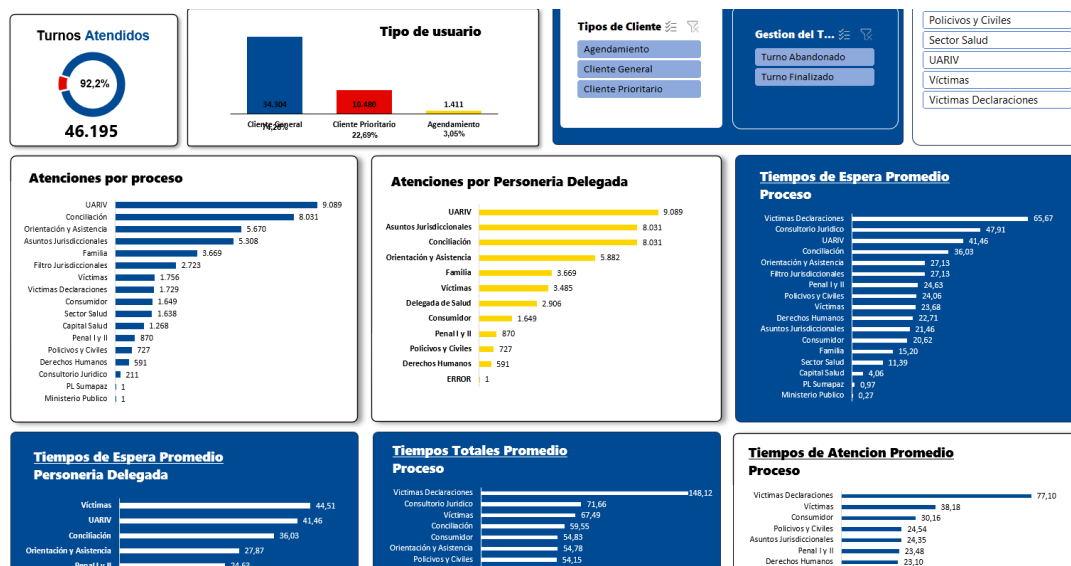 Turnos Atendidos
92,2%
46.195
Tipo de usuario
34.304
10.480
1.411
Cliente General
74,26%
Cliente Prioritario
22,69%
Agendamiento
3,05%
Tipos de Cliente
Agendamiento
Cliente General
Cliente Prioritario
Gestion del T...
Turno Abandonado
Turno Finalizado
Policivos y Civiles
Sector Salud
UARIV
Víctimas
Victimas Declaraciones
Atenciones por proceso
UARIV 9.089
Conciliación 8.031
Orientación y Asistencia 5.670
Asuntos Jurisdiccionales 5.308
Familia 3.669
Filtro Jurisdiccionales 2.723
Víctimas 1.756
Victimas Declaraciones 1.729
Consumidor 1.649
Sector Salud 1.638
Capital Salud 1.268
Penal I y II 870
Policivos y Civiles 727
Derechos Humanos 591
Consultorio Juridico 211
PL Sumapaz 1
Ministerio Publico 1
Atenciones por Personeria Delegada
UARIV 9.089
Asuntos Jurisdiccionales 8.031
Conciliación 8.031
Orientación y Asistencia 5.882
Familia 3.669
Víctimas 3.485
Delegada de Salud 2.906
Consumidor 1.649
Penal I y II 870
Policivos y Civiles 727
Derechos Humanos 591
ERROR 1
Tiempos de Espera Promedio
Proceso
Victimas Declaraciones 65,67
Consultorio Juridico 47,91
UARIV 41,46
Conciliación 36,03
Orientación y Asistencia 27,13
Filtro Jurisdiccionales 27,13
Penal I y II 24,63
Policivos y Civiles 24,06
Víctimas 23,68
Derechos Humanos 22,71
Asuntos Jurisdiccionales 21,46
Consumidor 20,62
Familia 15,20
Sector Salud 11,39
Capital Salud 4,06
PL Sumapaz 0,97
Ministerio Publico 0,27
Tiempos de Espera Promedio
Personeria Delegada
Víctimas 44,51
UARIV 41,46
Conciliación 36,03
Orientación y Asistencia 27,87
Penal I y II 24,63
Tiempos Totales Promedio
Proceso
Victimas Declaraciones 148,12
Consultorio Juridico 71,66
Víctimas 67,49
Conciliación 59,55
Consumidor 54,83
Orientación y Asistencia 54,78
Policivos y Civiles 54,15
Tiempos de Atencion Promedio
Proceso
Victimas Declaraciones 77,10
Víctimas 38,18
Consumidor 30,16
Policivos y Civiles 24,54
Asuntos Jurisdiccionales 24,35
Penal I y II 23,48
Derechos Humanos 23,10